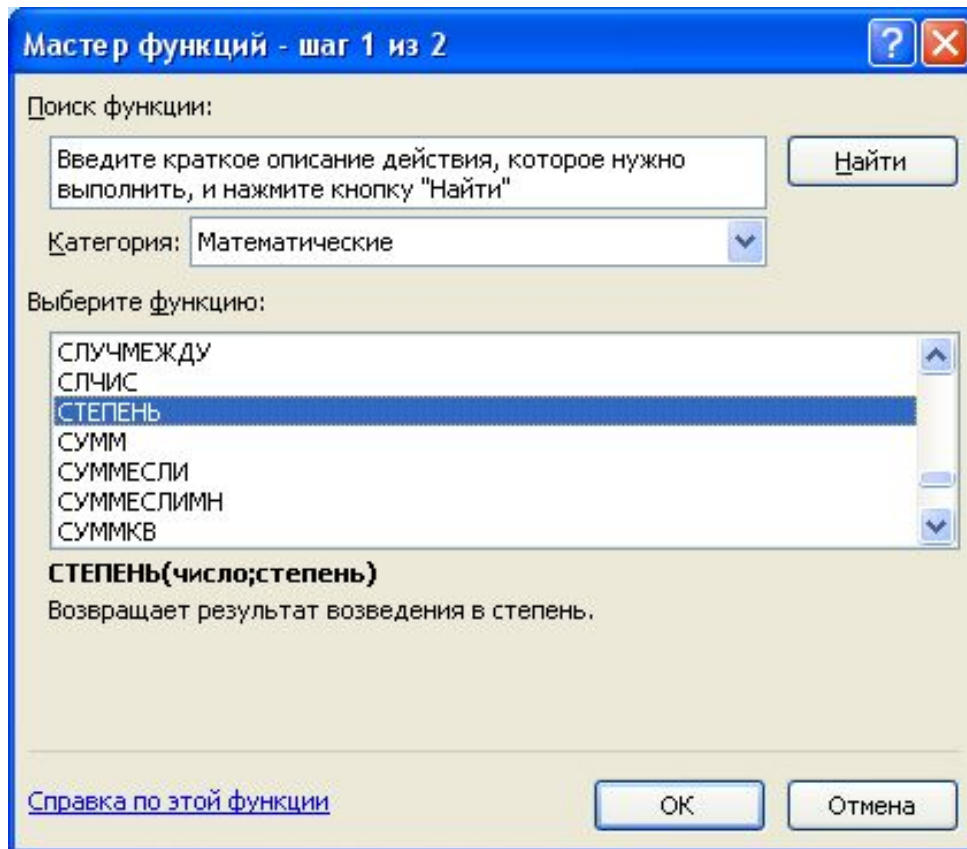 Мастер функций - шаг 1 из 2
Поиск функции:
Введите краткое описание действия, которое нужно
выполнить, и нажмите кнопку "Найти"
Найти
Категория: Математические
Выберите функцию:
СЛУЧМЕЖДУ
СЛЧИС
СТЕПЕНЬ
СУММ
СУММЕСЛИ
СУММЕСЛИМН
СУММКВ
СТЕПЕНЬ(число;степень)
Возвращает результат возведения в степень.
Справка по этой функции
ОК
Отмена